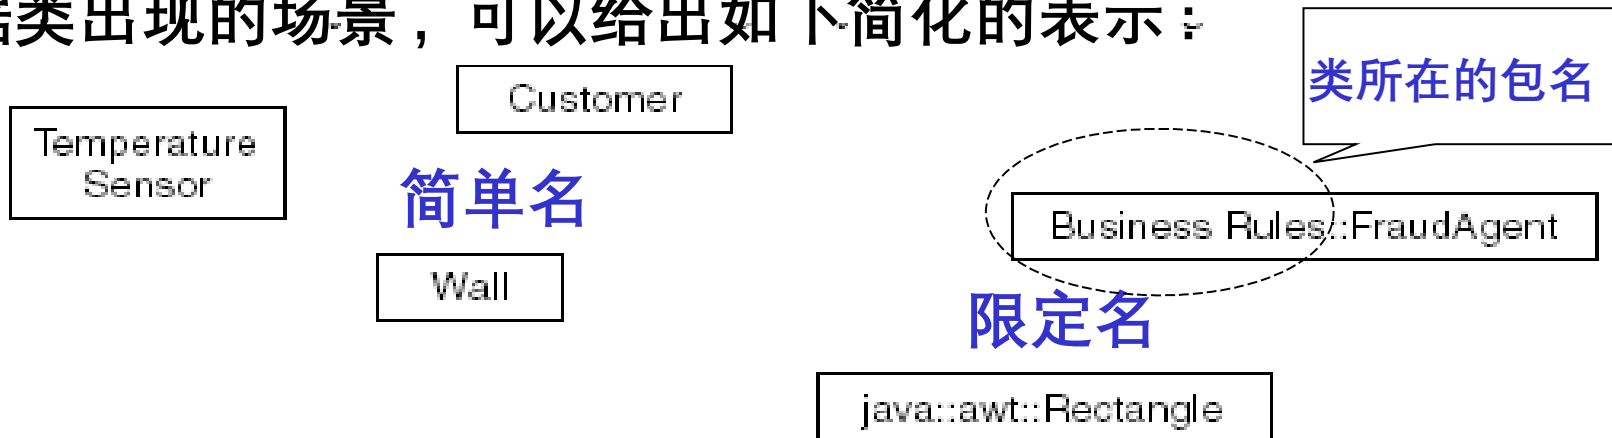 类出现的场景，可以给出如下简化的表示：
Customer
类所在的包名
Temperature
Sensor
简单名
Business Rules::FraudAgent
Wall
限定名
java::awt::Rectangle